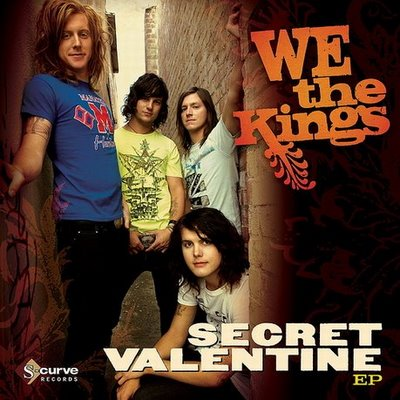 WE
the
Kings
SECRET
VALENTINE
EP
S-curve
RECORDS